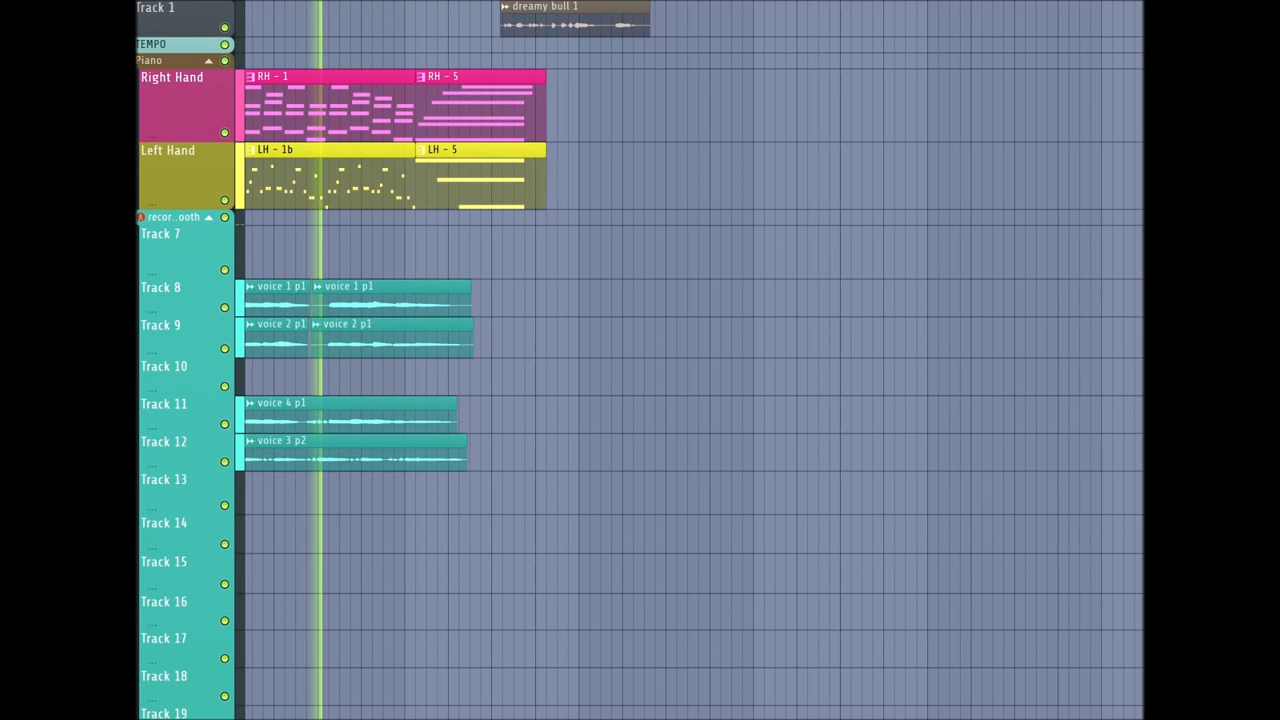 Track 1
dreamy bull 1
TEMPO
Piano
Right Hand
RH - 1
RH - 5
...
Left Hand
LH - 1b
LH - 5
...
recor..ooth
Track 7
...
Track 8
voice 1 p1
voice 1 p1
...
Track 9
voice 2 p1
voice 2 p1
...
Track 10
...
Track 11
voice 4 p1
...
Track 12
voice 3 p2
...
Track 13
...
Track 14
...
Track 15
...
Track 16
...
Track 17
...
Track 18
...
Track 19